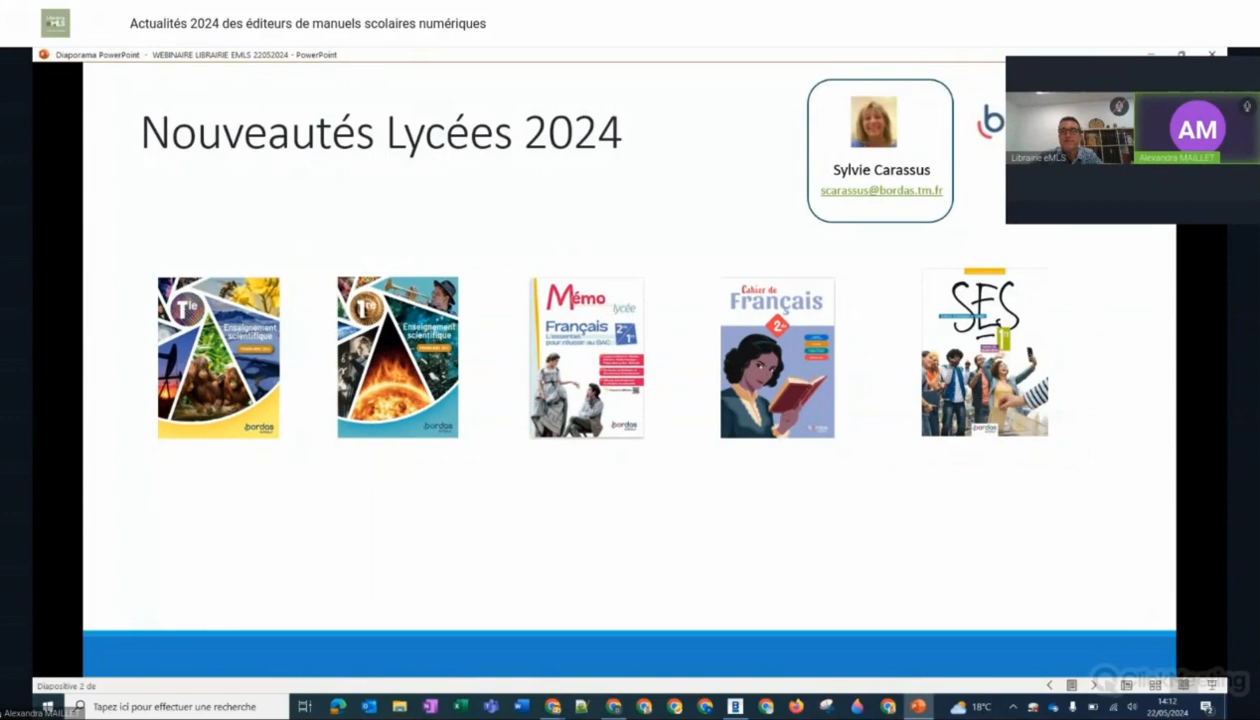 Actualités 2024 des éditeurs de manuels scolaires numériques
Diaporama PowerPoint - WEBINAIRE LIBRAIRIE EMLS 22052024 - PowerPoint
Nouveautés Lycées 2024
Sylvie Carassus
scarassus@bordas.tm.fr
b
AM
Librairie eMLS
Alexandra MAILLET
Tle
Enseignement
scientifique
bordas
1re
Enseignement
scientifique
bordas
Mémo
lycée
Français
2de
1re
L'essentiel
pour réussir au BAC
bordas
Cahier de
Français
2de
SES
bordas
Diapositive 2 de
ClickMeeting
Alexandra MAILLET
Tapez ici pour effectuer une recherche
18°C
14:12
22/05/2024